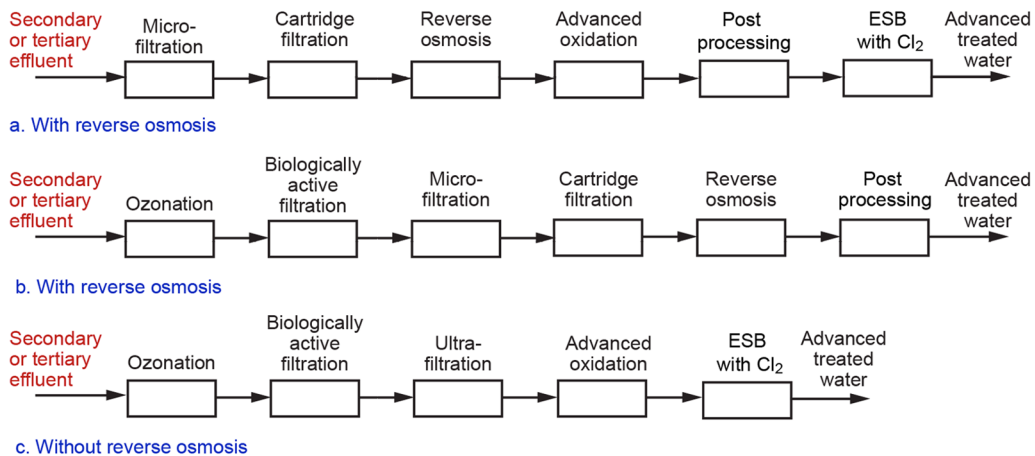 Secondary
or tertiary
effluent
Micro-
filtration
Cartridge
filtration
Reverse
osmosis
Advanced
oxidation
Post
processing
ESB
with Cl₂
Advanced
treated
water
a. With reverse osmosis
Secondary
or tertiary
effluent
Ozonation
Biologically
active
filtration
Micro-
filtration
Cartridge
filtration
Reverse
osmosis
Post
processing
Advanced
treated
water
b. With reverse osmosis
Secondary
or tertiary
effluent
Ozonation
Biologically
active
filtration
Ultra-
filtration
Advanced
oxidation
ESB
with Cl₂
Advanced
treated
water
c. Without reverse osmosis